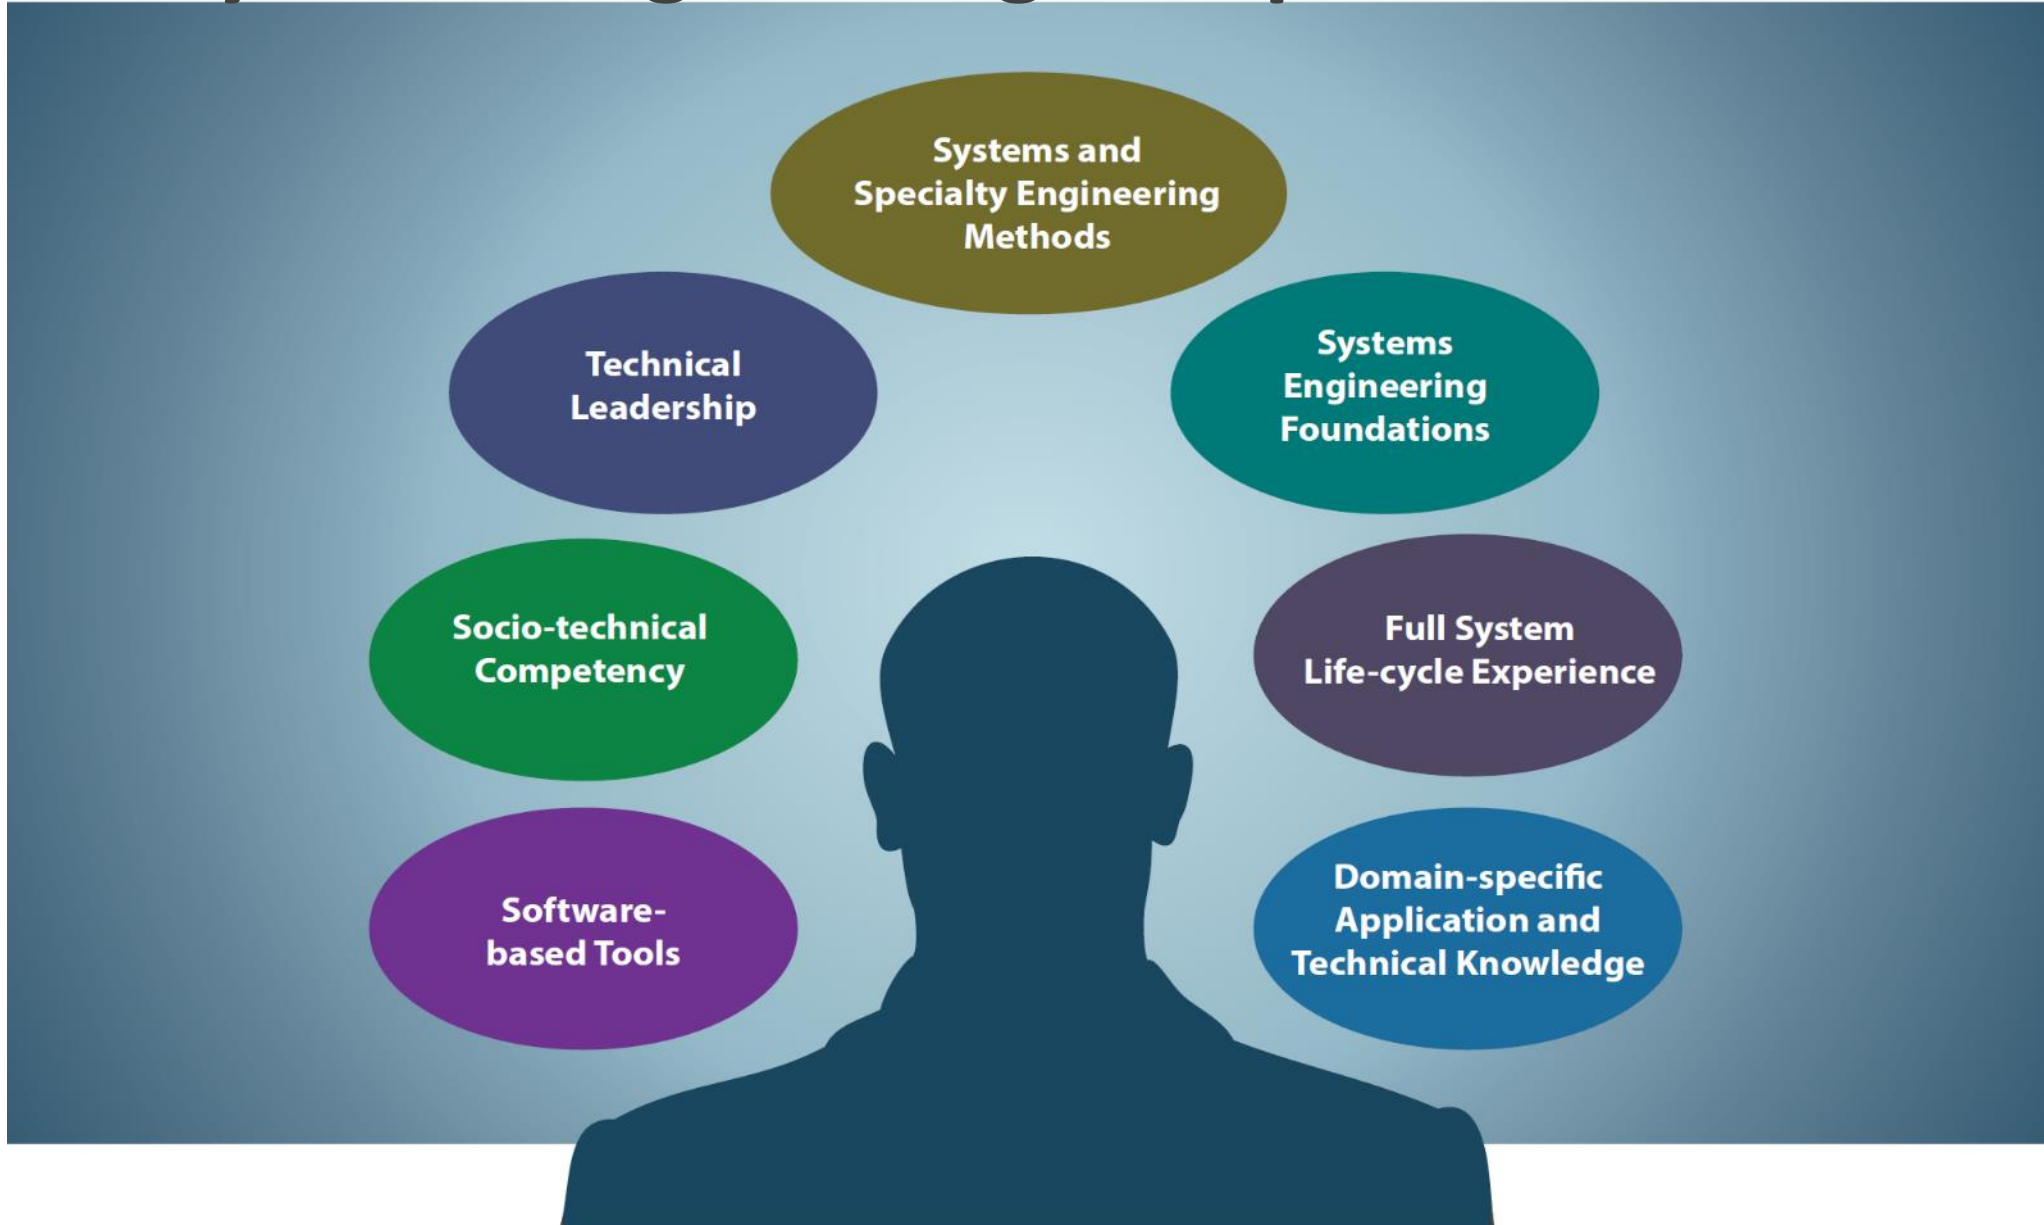 Systems and
Specialty Engineering
Methods
Technical
Leadership
Systems
Engineering
Foundations
Socio-technical
Competency
Full System
Life-cycle Experience
Software-
based Tools
Domain-specific
Application and
Technical Knowledge